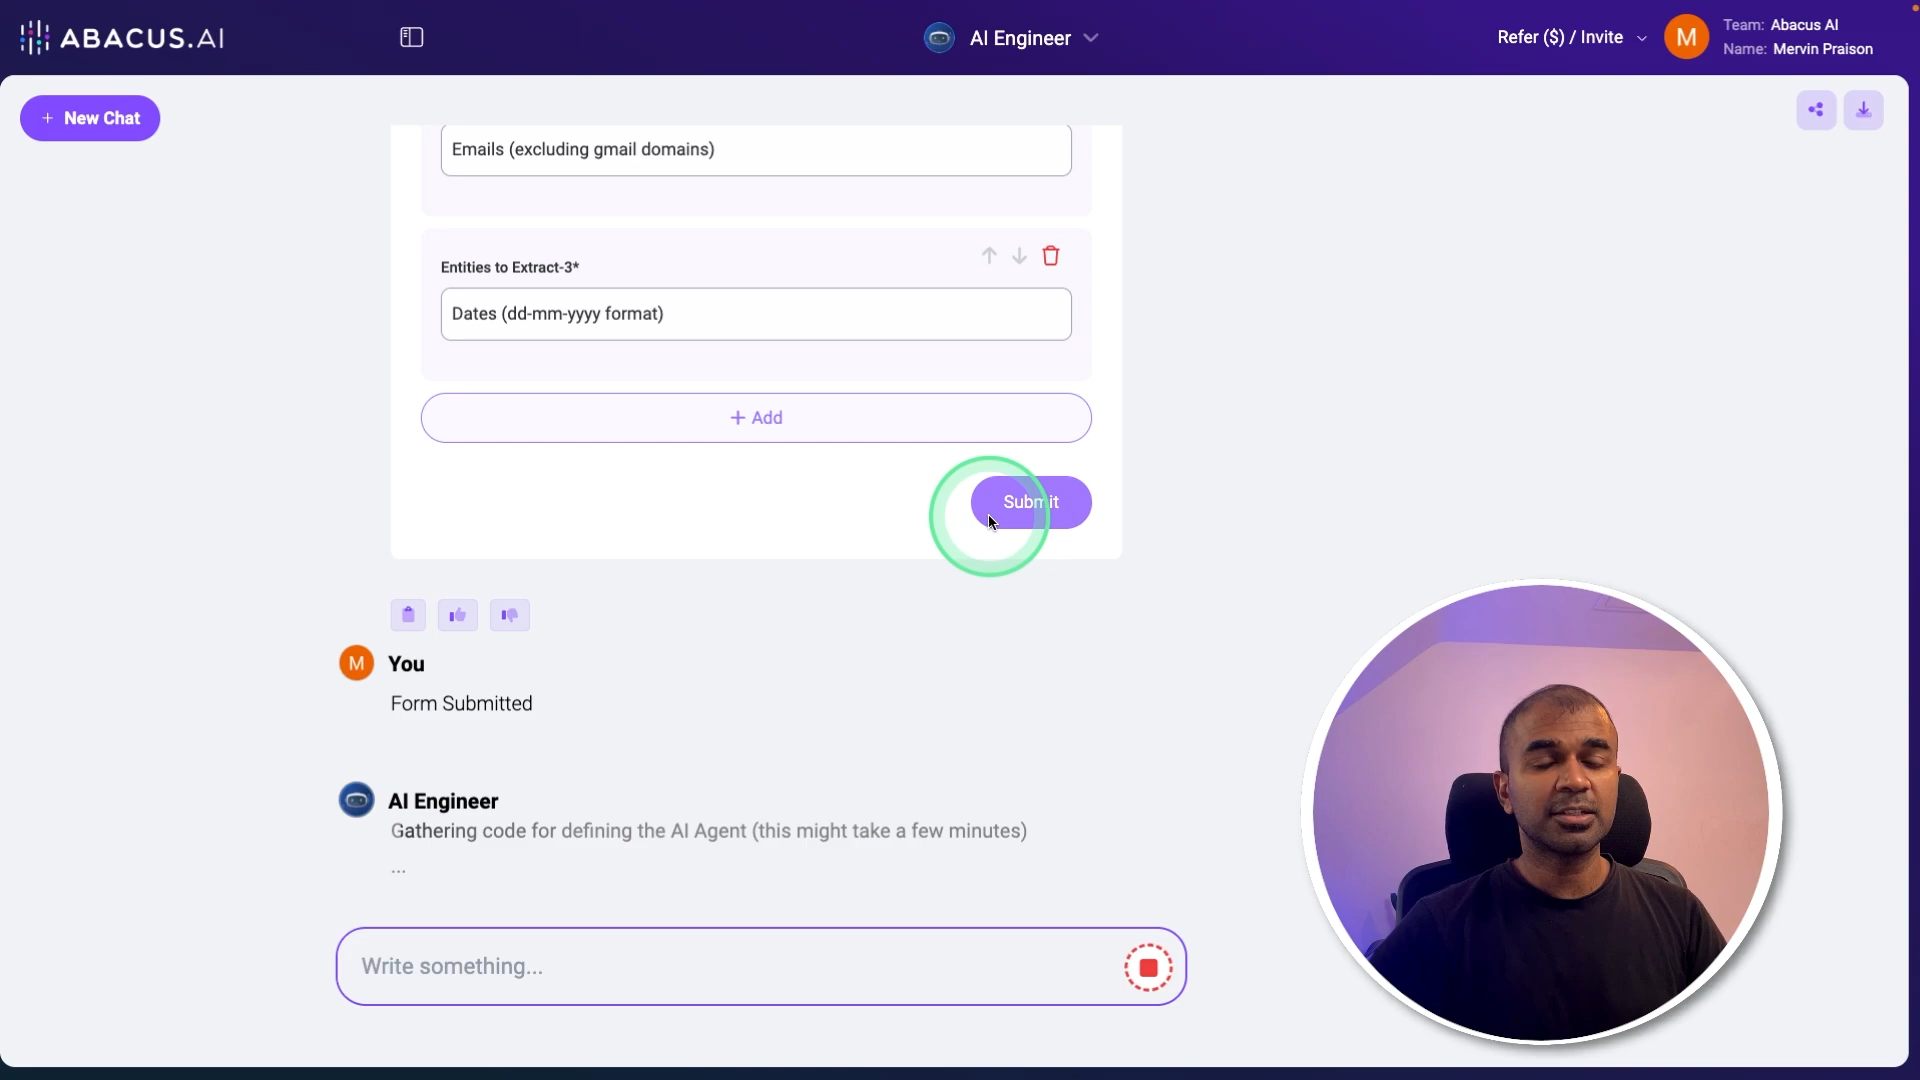 ABACUS.AI
AI Engineer
Refer ($) / Invite
M
Team: Abacus AI
Name: Mervin Praison
+ New Chat
Emails (excluding gmail domains)
Entities to Extract-3*
Dates (dd-mm-yyyy format)
+ Add
Submit
M
You
Form Submitted
AI Engineer
Gathering code for defining the AI Agent (this might take a few minutes)
...
Write something...